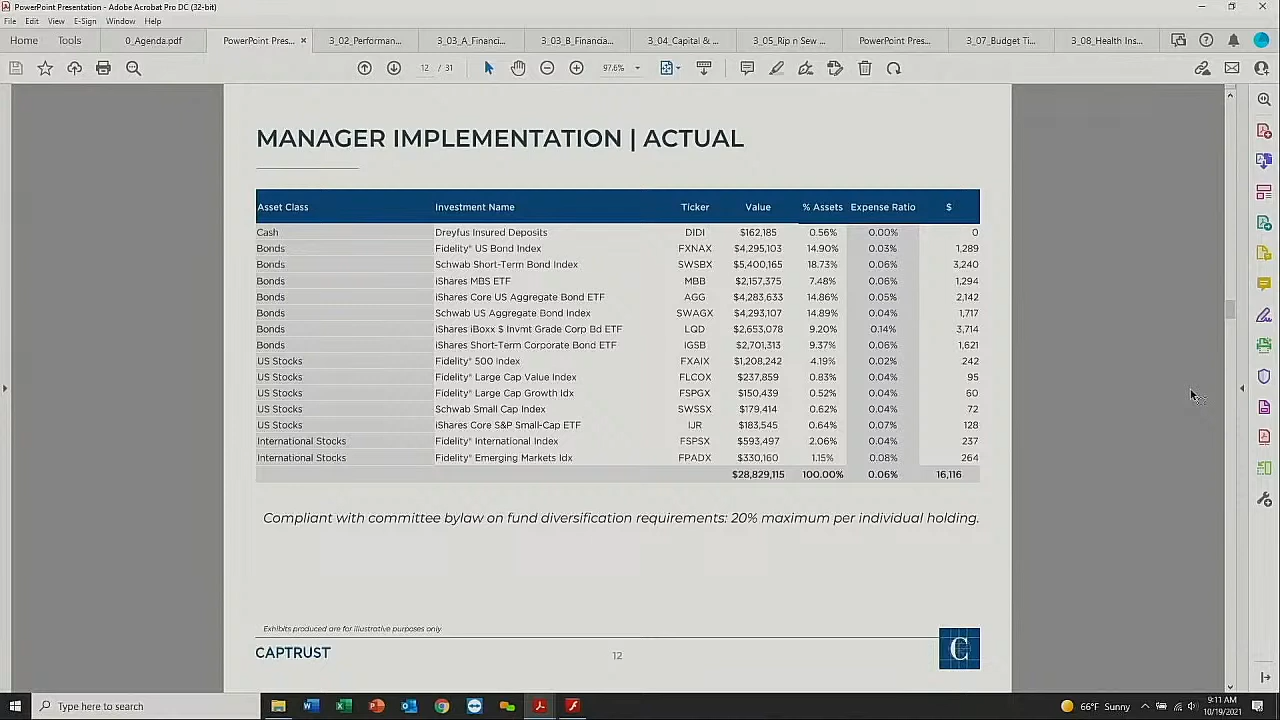 PowerPoint Presentation - Adobe Acrobat Pro DC (32-bit)
File Edit View E-Sign Window Help
Home Tools 0_Agenda.pdf PowerPoint Pres... × 3_02_Performan... 3_03_A_Financi... 3_03_B_Financia... 3_04_Capital & ... 3_05_Rip n Sew ... PowerPoint Pres... 3_07_Budget Ti... 3_08_Health Ins...
12 / 31 97.6%
MANAGER IMPLEMENTATION | ACTUAL
Asset Class Investment Name Ticker Value % Assets Expense Ratio $
Cash Dreyfus Insured Deposits DIDI $162,185 0.56% 0.00% 0
Bonds Fidelity® US Bond Index FXNAX $4,295,103 14.90% 0.03% 1,289
Bonds Schwab Short-Term Bond Index SWSBX $5,400,165 18.73% 0.06% 3,240
Bonds iShares MBS ETF MBB $2,157,375 7.48% 0.06% 1,294
Bonds iShares Core US Aggregate Bond ETF AGG $4,283,633 14.86% 0.05% 2,142
Bonds Schwab US Aggregate Bond Index SWAGX $4,293,107 14.89% 0.04% 1,717
Bonds iShares iBoxx $ Invmt Grade Corp Bd ETF LQD $2,653,078 9.20% 0.14% 3,714
Bonds iShares Short-Term Corporate Bond ETF IGSB $2,701,313 9.37% 0.06% 1,621
US Stocks Fidelity® 500 Index FXAIX $1,208,242 4.19% 0.02% 242
US Stocks Fidelity® Large Cap Value Index FLCOX $237,859 0.83% 0.04% 95
US Stocks Fidelity® Large Cap Growth Idx FSPGX $150,439 0.52% 0.04% 60
US Stocks Schwab Small Cap Index SWSSX $179,414 0.62% 0.04% 72
US Stocks iShares Core S&P Small-Cap ETF IJR $183,545 0.64% 0.07% 128
International Stocks Fidelity® International Index FSPSX $593,497 2.06% 0.04% 237
International Stocks Fidelity® Emerging Markets Idx FPADX $330,160 1.15% 0.08% 264
$28,829,115 100.00% 0.06% 16,116
Compliant with committee bylaw on fund diversification requirements: 20% maximum per individual holding.
Exhibits produced are for illustrative purposes only.
CAPTRUST 12 C
Type here to search 66°F Sunny 9:11 AM
10/19/2021